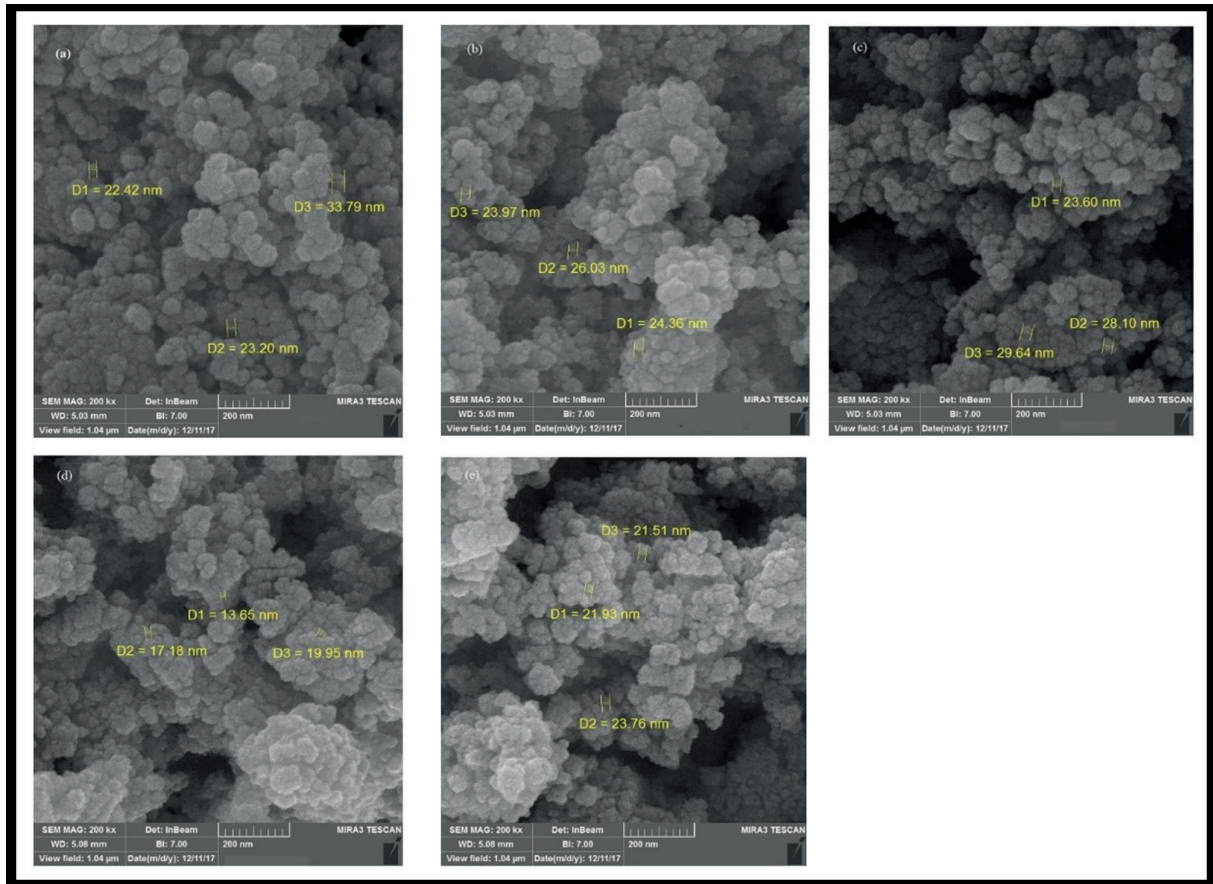 (a)
D1 = 22.42 nm
D3 = 33.79 nm
D2 = 23.20 nm
SEM MAG: 200 kx Det: InBeam MIRA3 TESCAN
WD: 5.03 mm BI: 7.00 200 nm
View field: 1.04 µm Date(m/d/y): 12/11/17
(b)
D3 = 23.97 nm
D2 = 26.03 nm
D1 = 24.36 nm
SEM MAG: 200 kx Det: InBeam MIRA3 TESCAN
WD: 5.03 mm BI: 7.00 200 nm
View field: 1.04 µm Date(m/d/y): 12/11/17
(c)
D1 = 23.60 nm
D2 = 28.10 nm
D3 = 29.64 nm
SEM MAG: 200 kx Det: InBeam MIRA3 TESCAN
WD: 5.03 mm BI: 7.00 200 nm
View field: 1.04 µm Date(m/d/y): 12/11/17
(d)
D1 = 13.65 nm
D2 = 17.18 nm
D3 = 19.95 nm
SEM MAG: 200 kx Det: InBeam MIRA3 TESCAN
WD: 5.08 mm BI: 7.00 200 nm
View field: 1.04 µm Date(m/d/y): 12/11/17
(e)
D3 = 21.51 nm
D1 = 21.93 nm
D2 = 23.76 nm
SEM MAG: 200 kx Det: InBeam MIRA3 TESCAN
WD: 5.08 mm BI: 7.00 200 nm
View field: 1.04 µm Date(m/d/y): 12/11/17